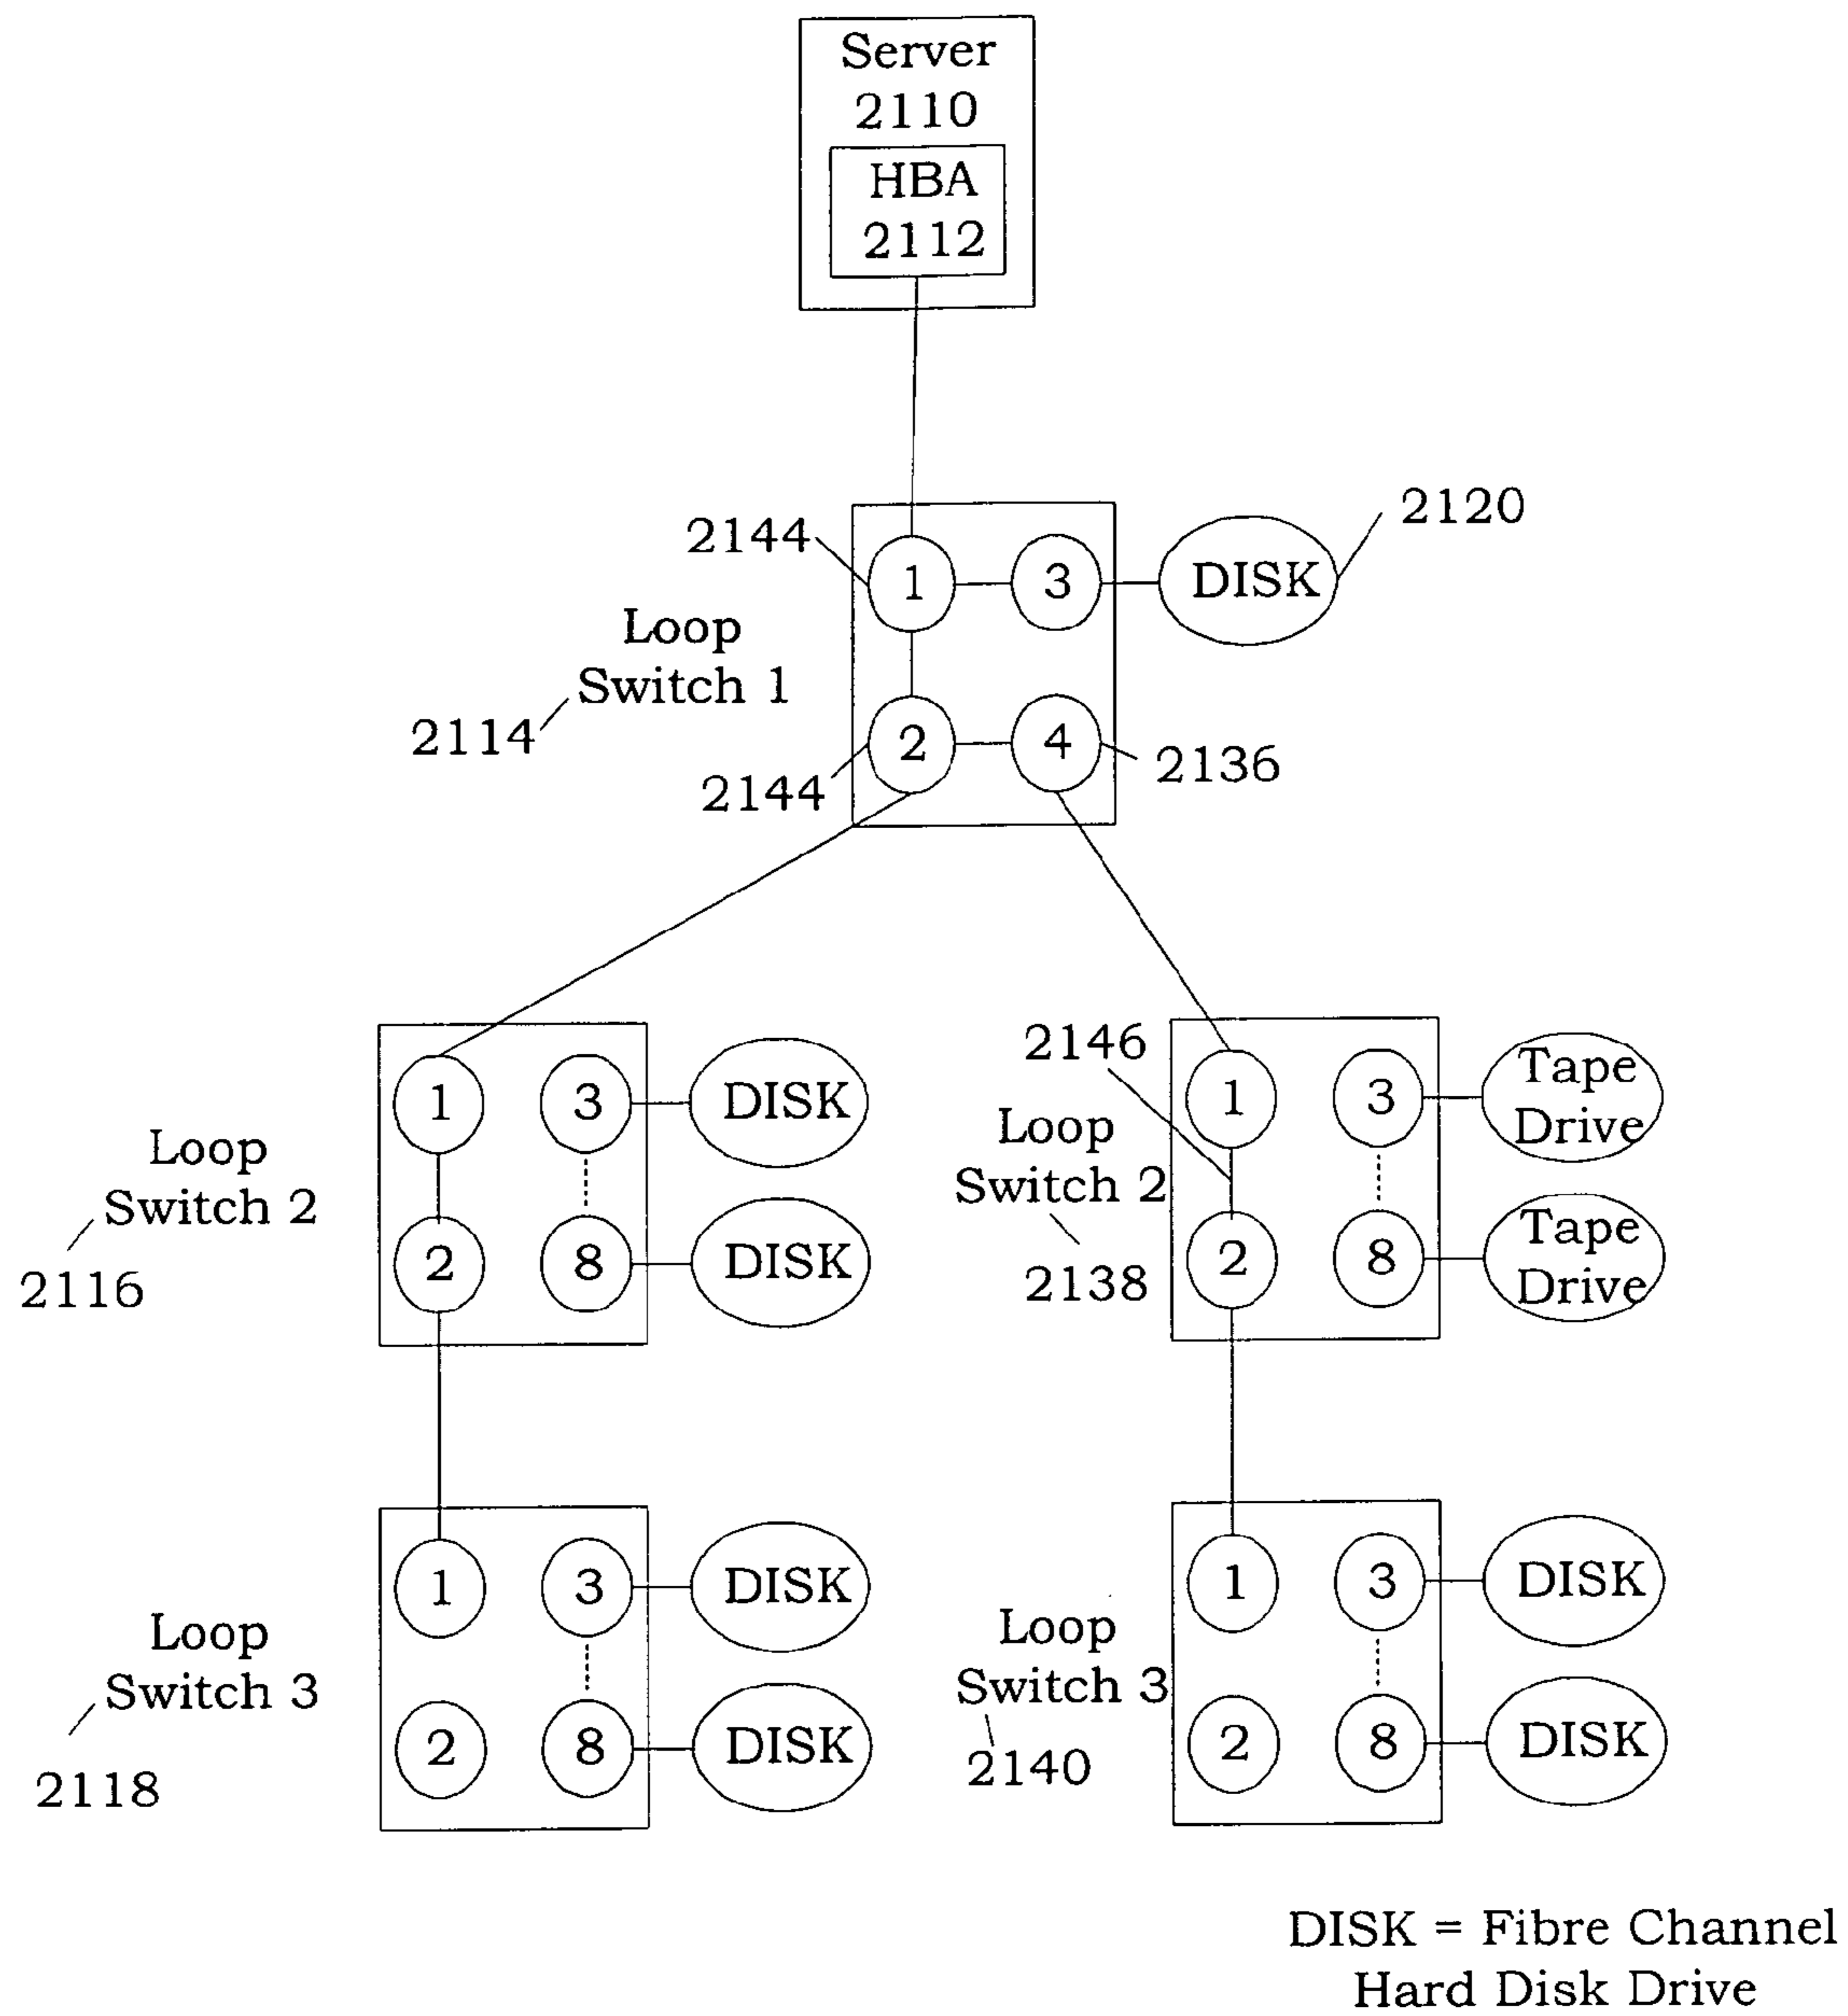 Server
2110
HBA
2112
2120
2144
1
3
DISK
Loop
Switch 1
2114
2
4
2136
2144
2146
1
3
DISK
Loop
Switch 2
2116
2
8
DISK
1
3
Tape
Drive
Loop
Switch 2
2138
2
8
Tape
Drive
1
3
DISK
Loop
Switch 3
2118
2
8
DISK
1
3
DISK
Loop
Switch 3
2140
2
8
DISK
DISK = Fibre Channel
Hard Disk Drive